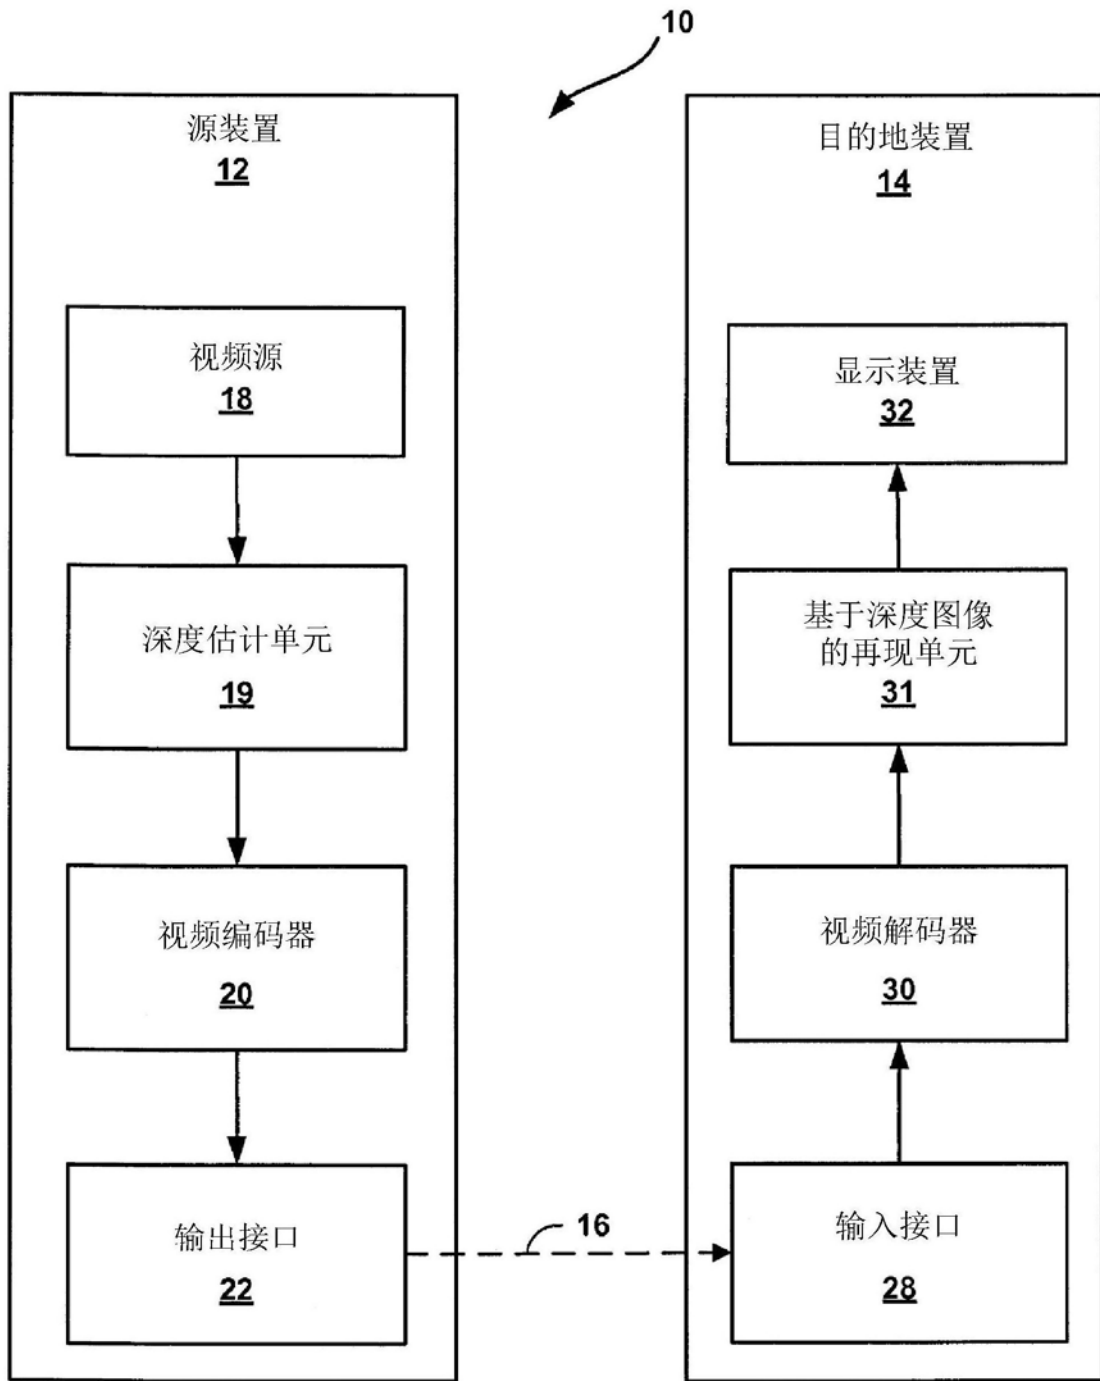 10
源装置
12
视频源
18
深度估计单元
19
视频编码器
20
输出接口
22
16
目的地装置
14
显示装置
32
基于深度图像
的再现单元
31
视频解码器
30
输入接口
28